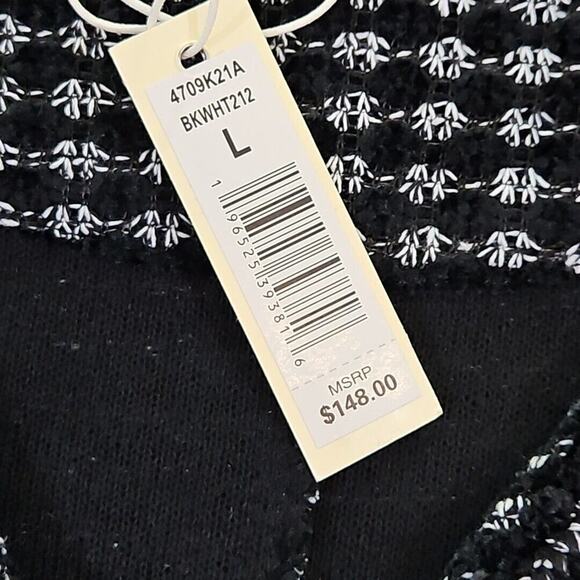 4709K21A
BKWHT212
L
1 96525 39381 6
MSRP
$148.00